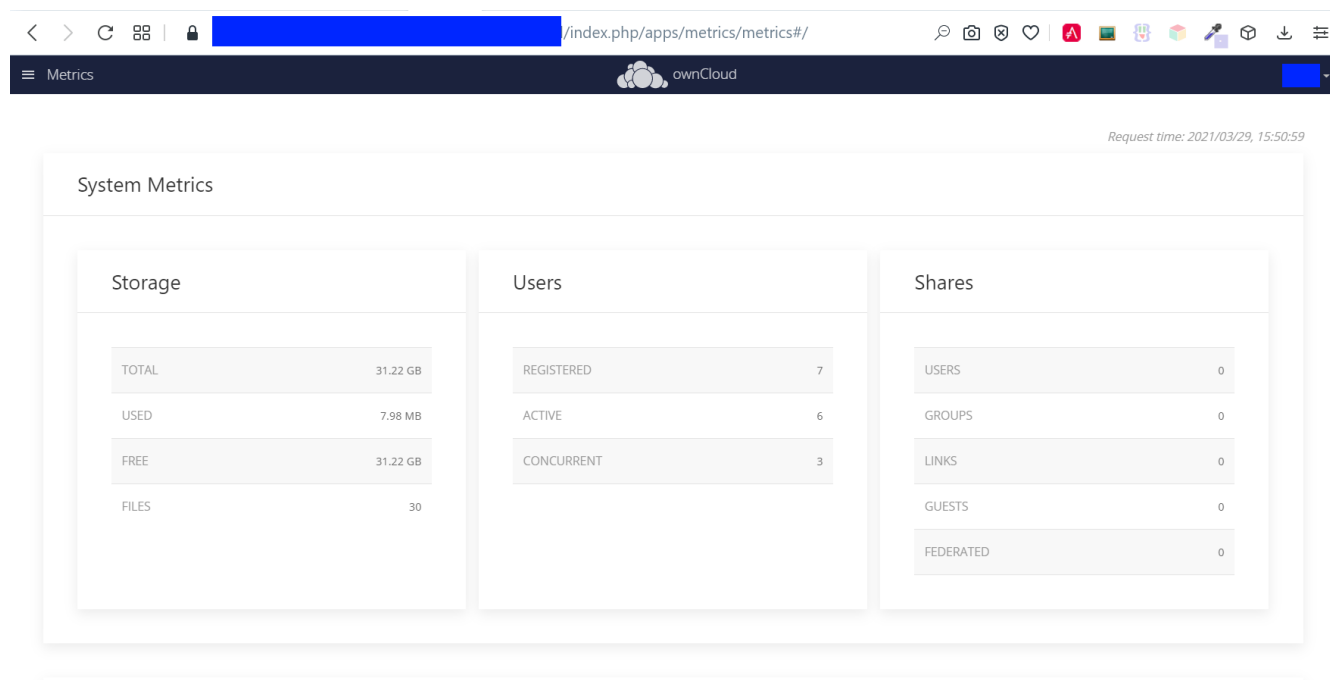 /index.php/apps/metrics/metrics#/
Metrics
ownCloud
Request time: 2021/03/29, 15:50:59
System Metrics
Storage
TOTAL 31.22 GB
USED 7.98 MB
FREE 31.22 GB
FILES 30
Users
REGISTERED 7
ACTIVE 6
CONCURRENT 3
Shares
USERS 0
GROUPS 0
LINKS 0
GUESTS 0
FEDERATED 0